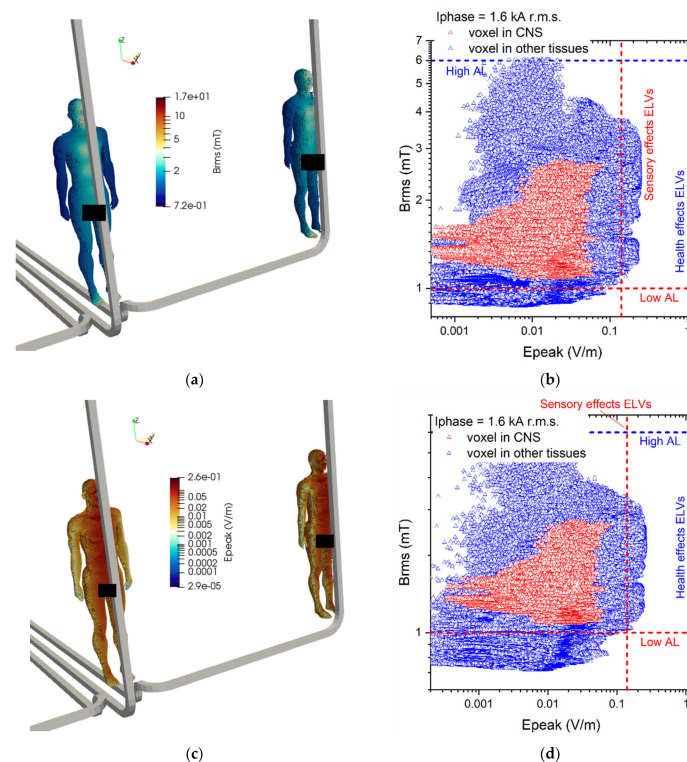 (a)
Z
Y
X
1.7e+01
10
5
2
7.2e-01
Brms (mT)
(b)
Iphase = 1.6 kA r.m.s.
voxel in CNS
voxel in other tissues
High AL
Sensory effects ELVs
Health effects ELVs
Low AL
7
6
5
4
3
2
1
Brms (mT)
0.001
0.01
0.1
1
Epeak (V/m)
(c)
Z
2.6e-01
0.05
0.02
0.01
0.005
0.002
0.001
0.0005
0.0002
0.0001
2.9e-05
Epeak (V/m)
(d)
Sensory effects ELVs
Iphase = 1.6 kA r.m.s.
voxel in CNS
voxel in other tissues
High AL
Health effects ELVs
Low AL
1
Brms (mT)
0.001
0.01
0.1
1
Epeak (V/m)